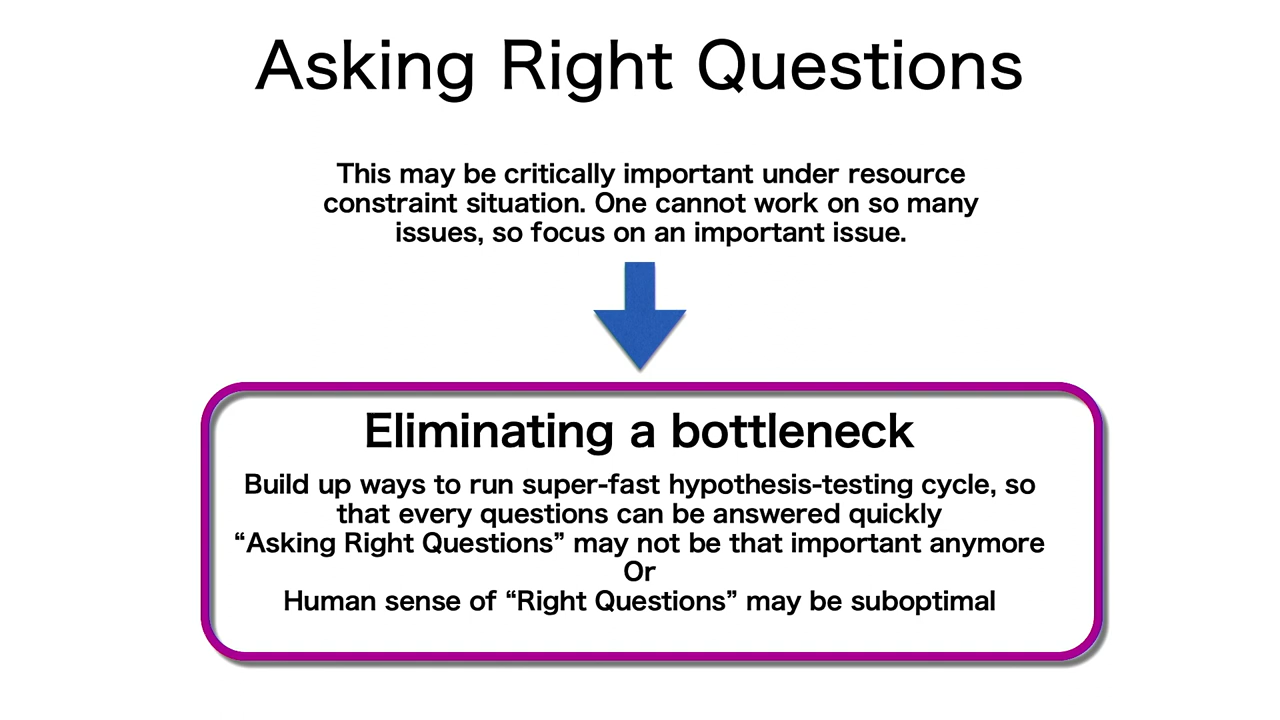 Asking Right Questions
This may be critically important under resource
constraint situation. One cannot work on so many
issues, so focus on an important issue.
Eliminating a bottleneck
Build up ways to run super-fast hypothesis-testing cycle, so
that every questions can be answered quickly
“Asking Right Questions” may not be that important anymore
Or
Human sense of “Right Questions” may be suboptimal